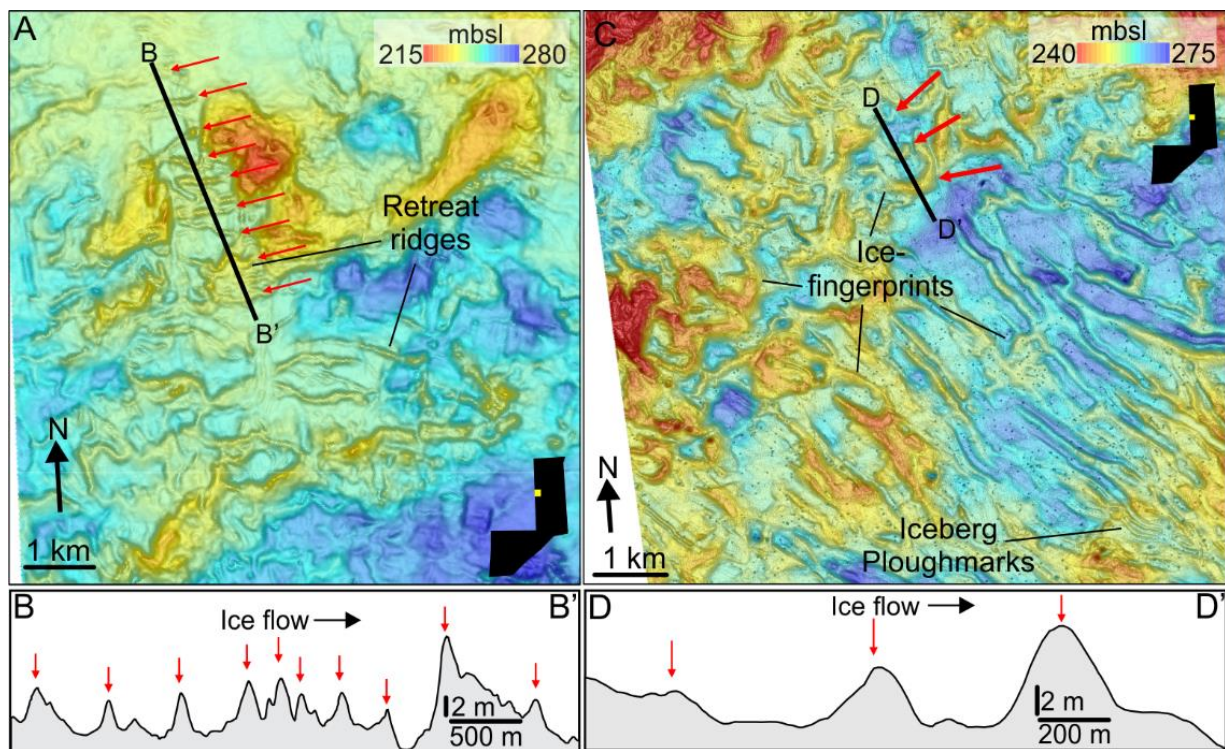 A
mbsl
215 280
B
B'
Retreat
ridges
N
1 km
C
mbsl
240 275
D
D'
Ice-
fingerprints
N
1 km
Iceberg
Ploughmarks
B
Ice flow
B'
2 m
500 m
D
Ice flow
D'
2 m
200 m